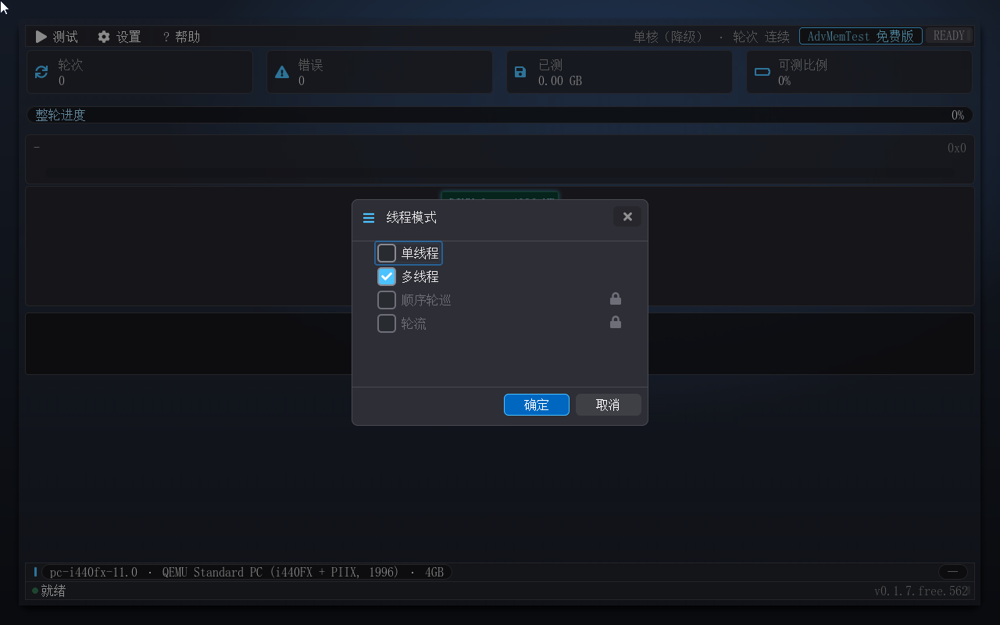 测试 设置 ? 帮助 单核（降级） · 轮次 连续 AdvMemTest 免费版 READY
轮次 错误 已测 可测比例
0 0 0.00 GB 0%
整轮进度 0%
— 0x0
线程模式
单线程
多线程
顺序轮巡
轮流
确定 取消
pc-i440fx-11.0 · QEMU Standard PC (i440FX + PIIX, 1996) · 4GB —
就绪 v0.1.7.free.562